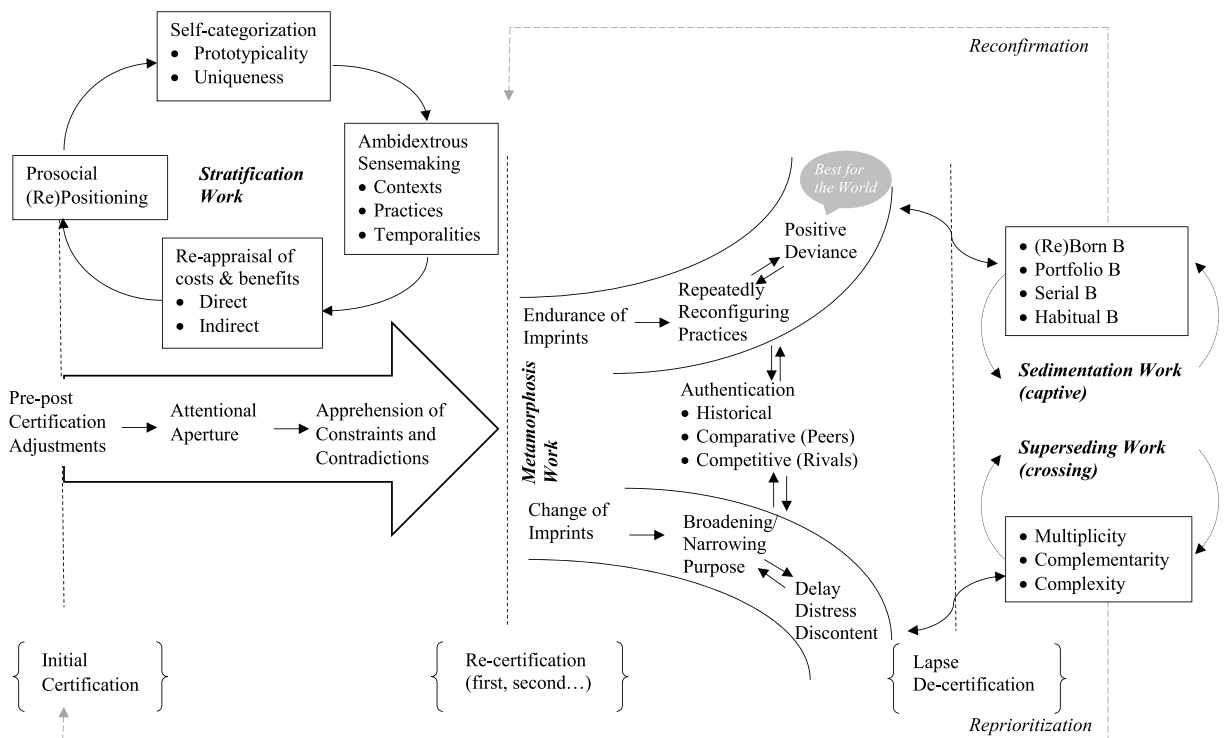 Self-categorization
● Prototypicality
● Uniqueness
Reconfirmation
Ambidextrous
Sensemaking
● Contexts
● Practices
● Temporalities
Prosocial
(Re)Positioning
Stratification
Work
Re-appraisal of
costs & benefits
● Direct
● Indirect
Pre-post
Certification
Adjustments
Attentional
Aperture
Apprehension of
Constraints and
Contradictions
Initial
Certification
Re-certification
(first, second…)
Metamorphosis
Work
Best for
the World
Positive
Deviance
Endurance of
Imprints
Repeatedly
Reconfiguring
Practices
Authentication
● Historical
● Comparative (Peers)
● Competitive (Rivals)
Change of
Imprints
Broadening/
Narrowing
Purpose
Delay
Distress
Discontent
Lapse
De-certification
● (Re)Born B
● Portfolio B
● Serial B
● Habitual B
Sedimentation Work
(captive)
Superseding Work
(crossing)
● Multiplicity
● Complementarity
● Complexity
Reprioritization